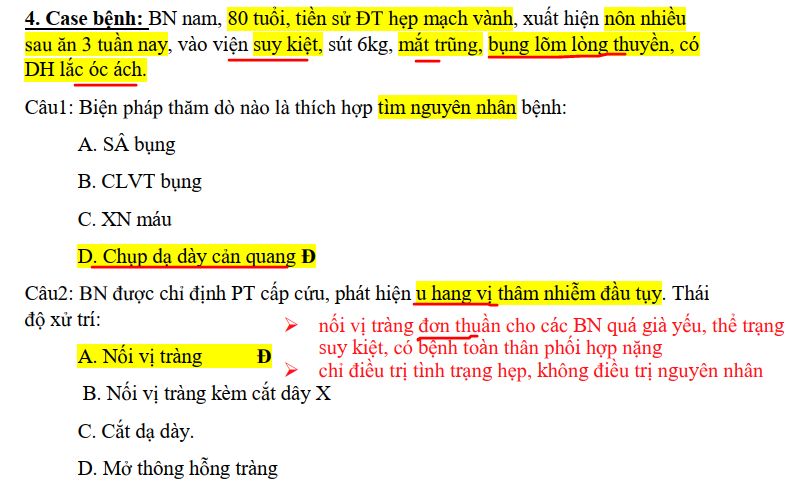 4. Case bệnh: BN nam, 80 tuổi, tiền sử ĐT hẹp mạch vành, xuất hiện nôn nhiều
sau ăn 3 tuần nay, vào viện suy kiệt, sút 6kg, mắt trũng, bụng lõm lòng thuyền, có
DH lắc óc ách.
Câu1: Biện pháp thăm dò nào là thích hợp tìm nguyên nhân bệnh:
A. SÂ bụng
B. CLVT bụng
C. XN máu
D. Chụp dạ dày cản quang Đ
Câu2: BN được chỉ định PT cấp cứu, phát hiện u hang vị thâm nhiễm đầu tụy. Thái
độ xử trí:
➢ nối vị tràng đơn thuần cho các BN quá già yếu, thể trạng
suy kiệt, có bệnh toàn thân phối hợp nặng
➢ chỉ điều trị tình trạng hẹp, không điều trị nguyên nhân
A. Nối vị tràng Đ
B. Nối vị tràng kèm cắt dây X
C. Cắt dạ dày.
D. Mở thông hỗng tràng